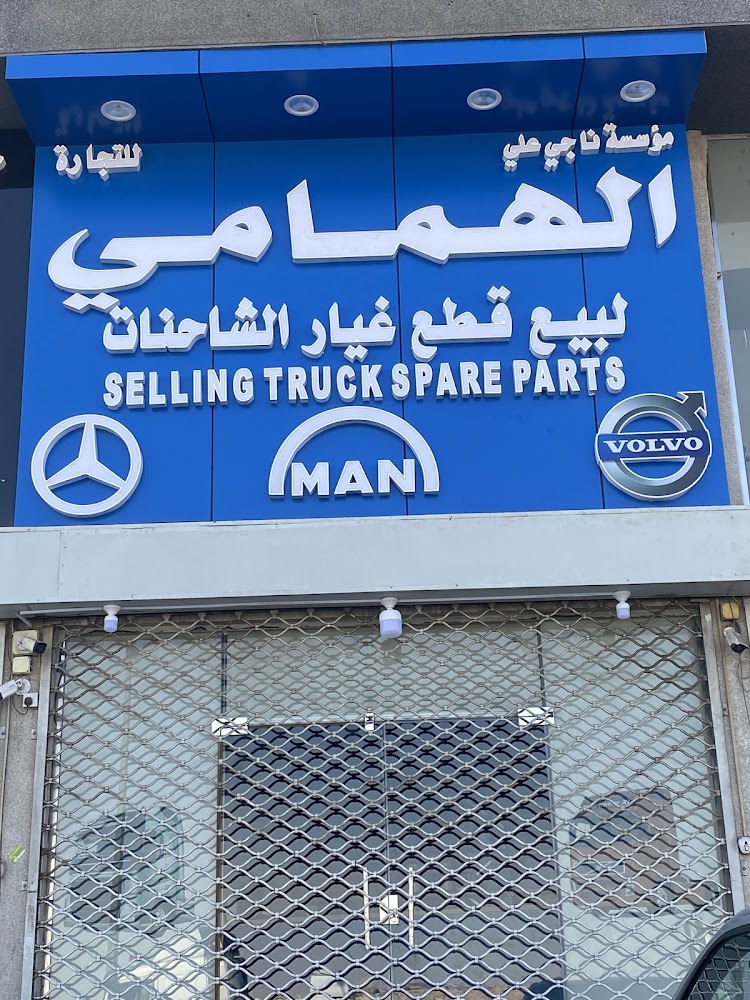 مؤسسة ناجي علي للتجارة
الهمامي
لبيع قطع غيار الشاحنات
SELLING TRUCK SPARE PARTS
MAN VOLVO